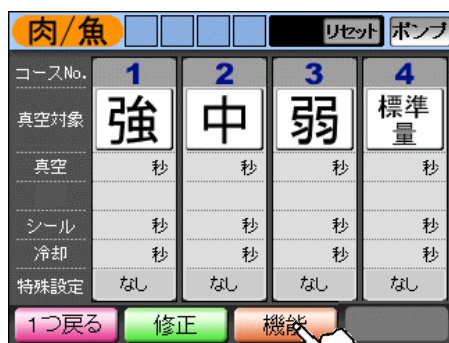 肉/魚 リセット ポンプ
コースNo. 1 2 3 4
真空対象 強 中 弱 標準量
真空 秒 秒 秒 秒
シール 秒 秒 秒 秒
冷却 秒 秒 秒 秒
特殊設定 なし なし なし なし
1つ戻る 修正 機能